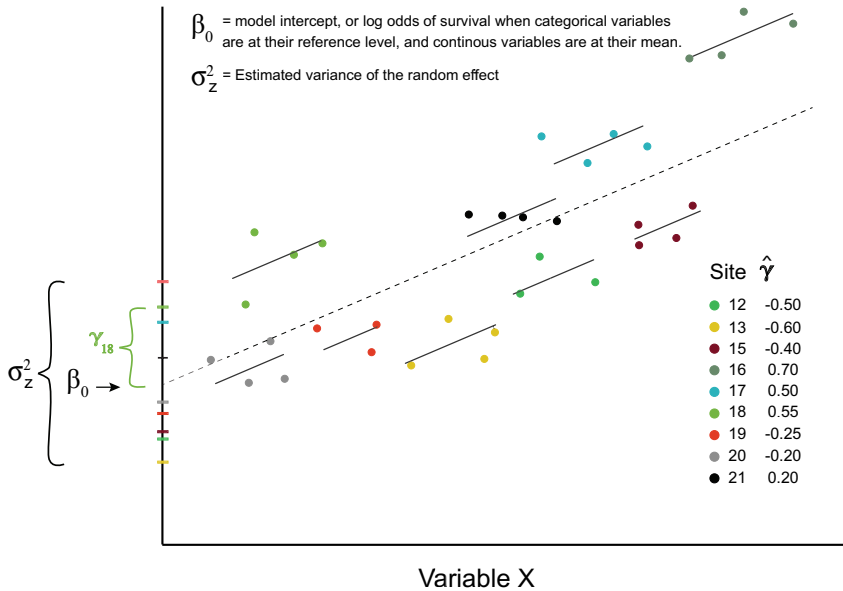 β₀ = model intercept, or log odds of survival when categorical variables
are at their reference level, and continous variables are at their mean.
σ²z = Estimated variance of the random effect
Site γ̂
12 -0.50
13 -0.60
15 -0.40
16 0.70
17 0.50
18 0.55
19 -0.25
20 -0.20
21 0.20
γ₁₈
σ²z
β₀ →
Variable X